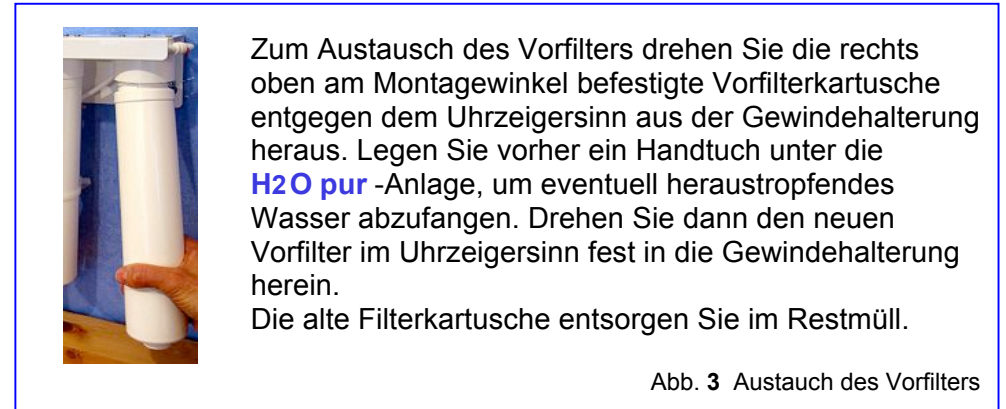 Zum Austausch des Vorfilters drehen Sie die rechts
oben am Montagewinkel befestigte Vorfilterkartusche
entgegen dem Uhrzeigersinn aus der Gewindehalterung
heraus. Legen Sie vorher ein Handtuch unter die
H2O pur -Anlage, um eventuell heraustropfendes
Wasser abzufangen. Drehen Sie dann den neuen
Vorfilter im Uhrzeigersinn fest in die Gewindehalterung
herein.
Die alte Filterkartusche entsorgen Sie im Restmüll.
Abb. 3 Austauch des Vorfilters